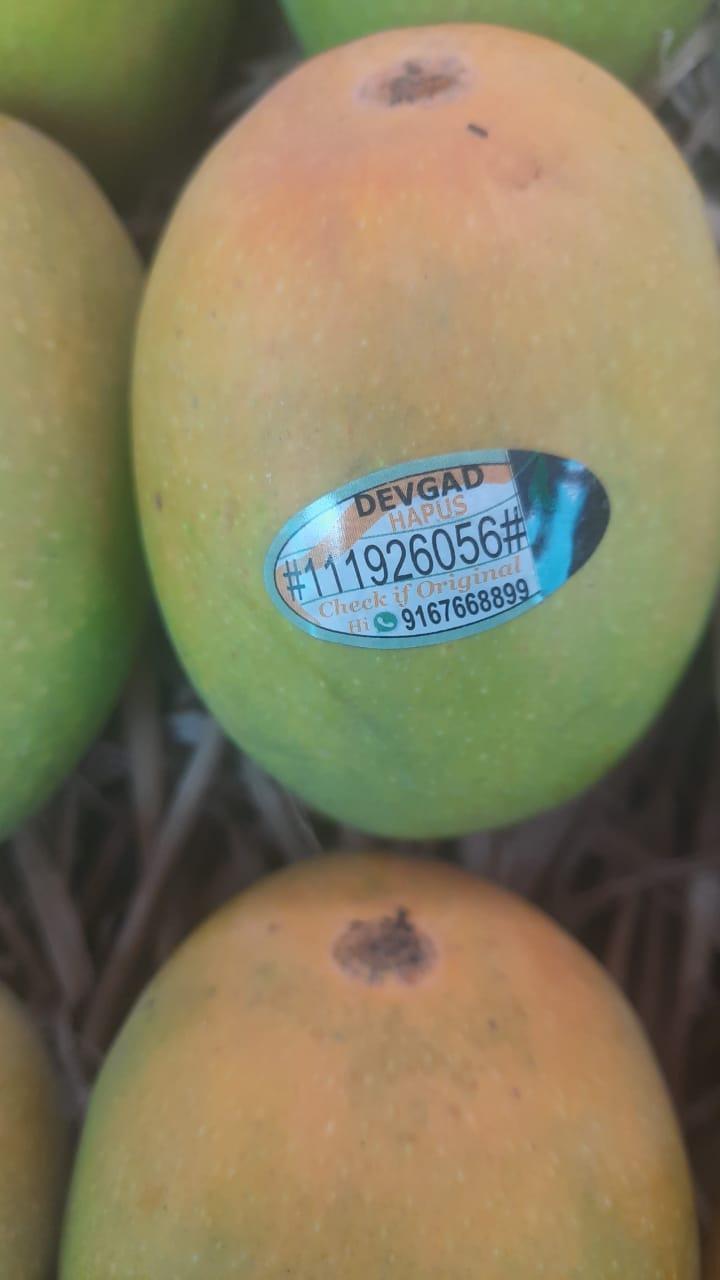 DEVGAD
HAPUS
#111926056#
Check if Original
Hi 9167668899